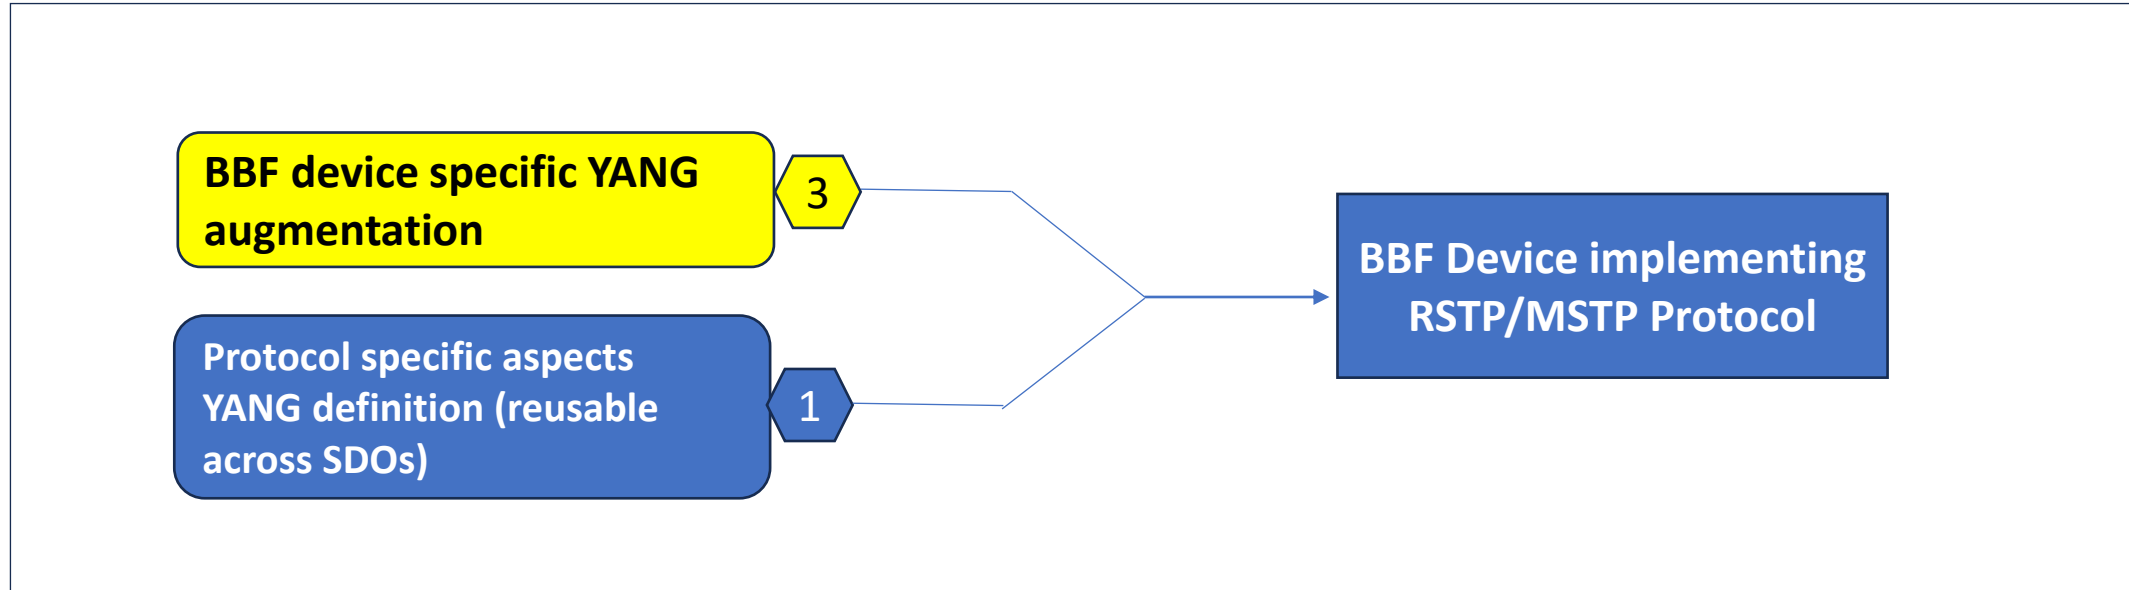 BBF device specific YANG
augmentation
3
Protocol specific aspects
YANG definition (reusable
across SDOs)
1
BBF Device implementing
RSTP/MSTP Protocol